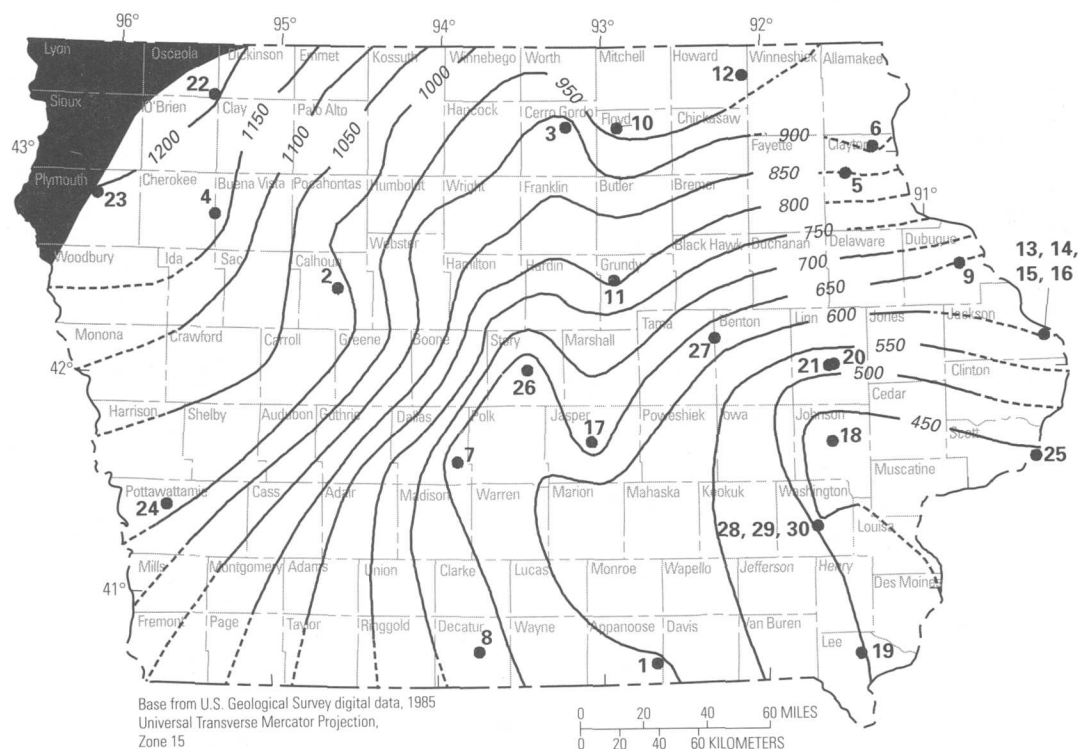 96° 95° 94° 93° 92°
Lyon Osceola Dickinson Emmet Kossuth Winnebego Worth Mitchell Howard Winneshiek Allamakee
22 1000 950 12
Sioux O'Brien Clay Palo Alto Hancock Cerro Gordo Floyd Chickasaw
1200 1150 1100 1050 3 10 Fayette 900 Clayton 6
43°
Plymouth Cherokee Buena Vista Pocahontas Humboldt Wright Franklin Butler Bremer 850 5
23 4 800 91°
750
Woodbury Ida Sac Calhoun Webster Hamilton Hardin Grundy Black Hawk Buchanan Delaware Dubuque
13, 14,
15, 16
2 11 700 9
650
Monona Crawford Carroll Greene Boone Story Marshall Tama Benton Linn 600 Jones Jackson
27
42° 26 21 20 550 Clinton
500 Cedar
Harrison Shelby Audubon Guthrie Dallas Polk Jasper Poweshiek Iowa Johnson 450 Scott
17 18 25
7 Muscatine
Pottawattamie Cass Adair Madison Warren Marion Mahaska Keokuk Washington
24 28, 29, 30 Louisa
Mills Montgomery Adams Union Clarke Lucas Monroe Wapello Jefferson Henry
41° Des Moines
Fremont Page Taylor Ringgold Decatur Wayne Appanoose Davis Van Buren
8 1 Lee 19
Base from U.S. Geological Survey digital data, 1985
Universal Transverse Mercator Projection,
Zone 15
0 20 40 60 MILES
0 20 40 60 KILOMETERS